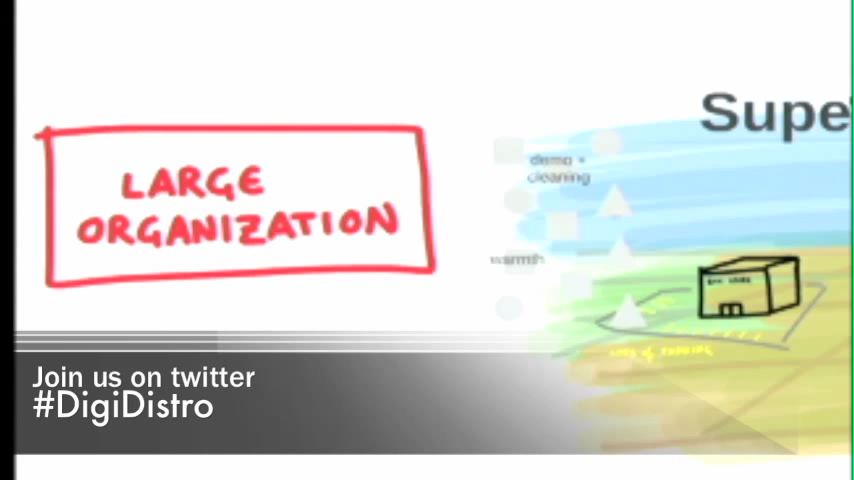 Supe
demo +
cleaning
LARGE
ORGANIZATION
warmth
Join us on twitter
#DigiDistro